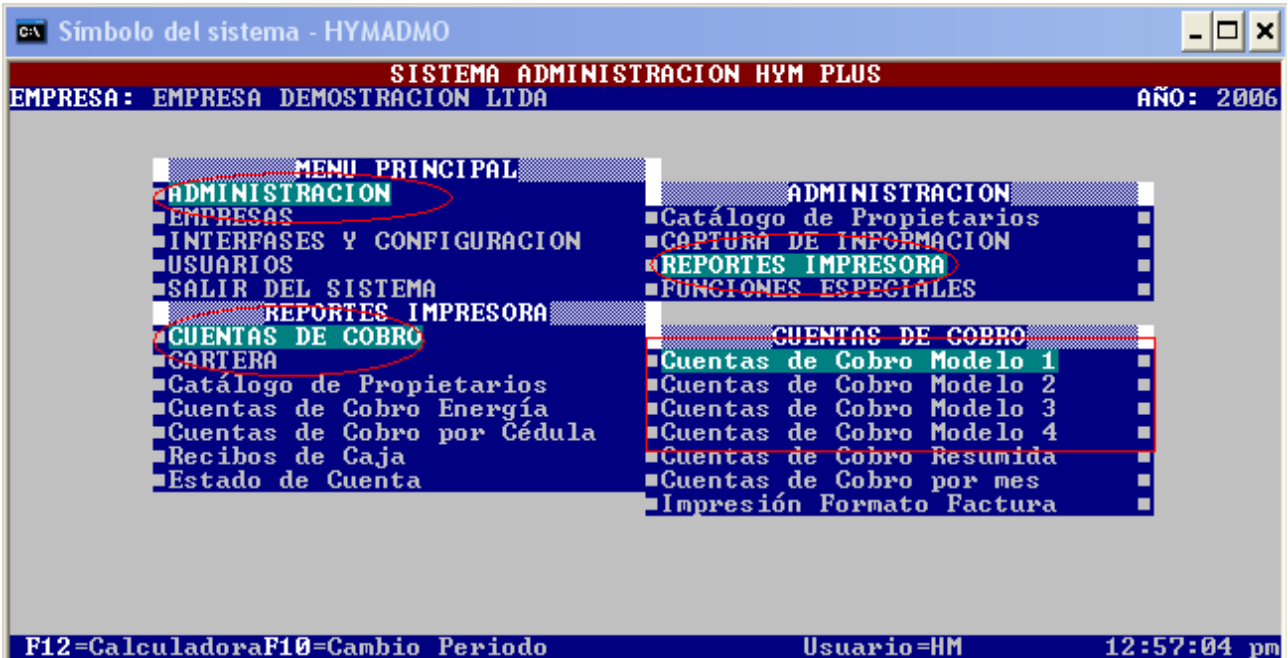 Símbolo del sistema - HYMADMO
SISTEMA ADMINISTRACION HYM PLUS
EMPRESA: EMPRESA DEMOSTRACION LTDA AÑO: 2006
MENU PRINCIPAL
ADMINISTRACION
EMPRESAS
INTERFASES Y CONFIGURACION
USUARIOS
SALIR DEL SISTEMA
ADMINISTRACION
Catálogo de Propietarios
CAPTURA DE INFORMACION
REPORTES IMPRESORA
FUNCIONES ESPECIALES
REPORTES IMPRESORA
CUENTAS DE COBRO
CARTERA
Catálogo de Propietarios
Cuentas de Cobro Energía
Cuentas de Cobro por Cédula
Recibos de Caja
Estado de Cuenta
CUENTAS DE COBRO
Cuentas de Cobro Modelo 1
Cuentas de Cobro Modelo 2
Cuentas de Cobro Modelo 3
Cuentas de Cobro Modelo 4
Cuentas de Cobro Resumida
Cuentas de Cobro por mes
Impresión Formato Factura
F12=CalculadoraF10=Cambio Periodo Usuario=HM 12:57:04 pm